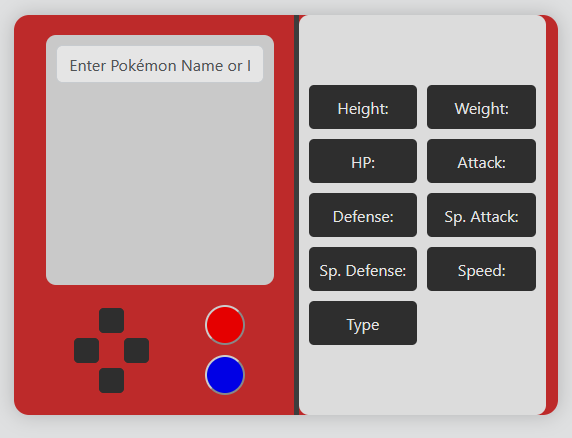 Enter Pokémon Name or I
Height:
Weight:
HP:
Attack:
Defense:
Sp. Attack:
Sp. Defense:
Speed:
Type